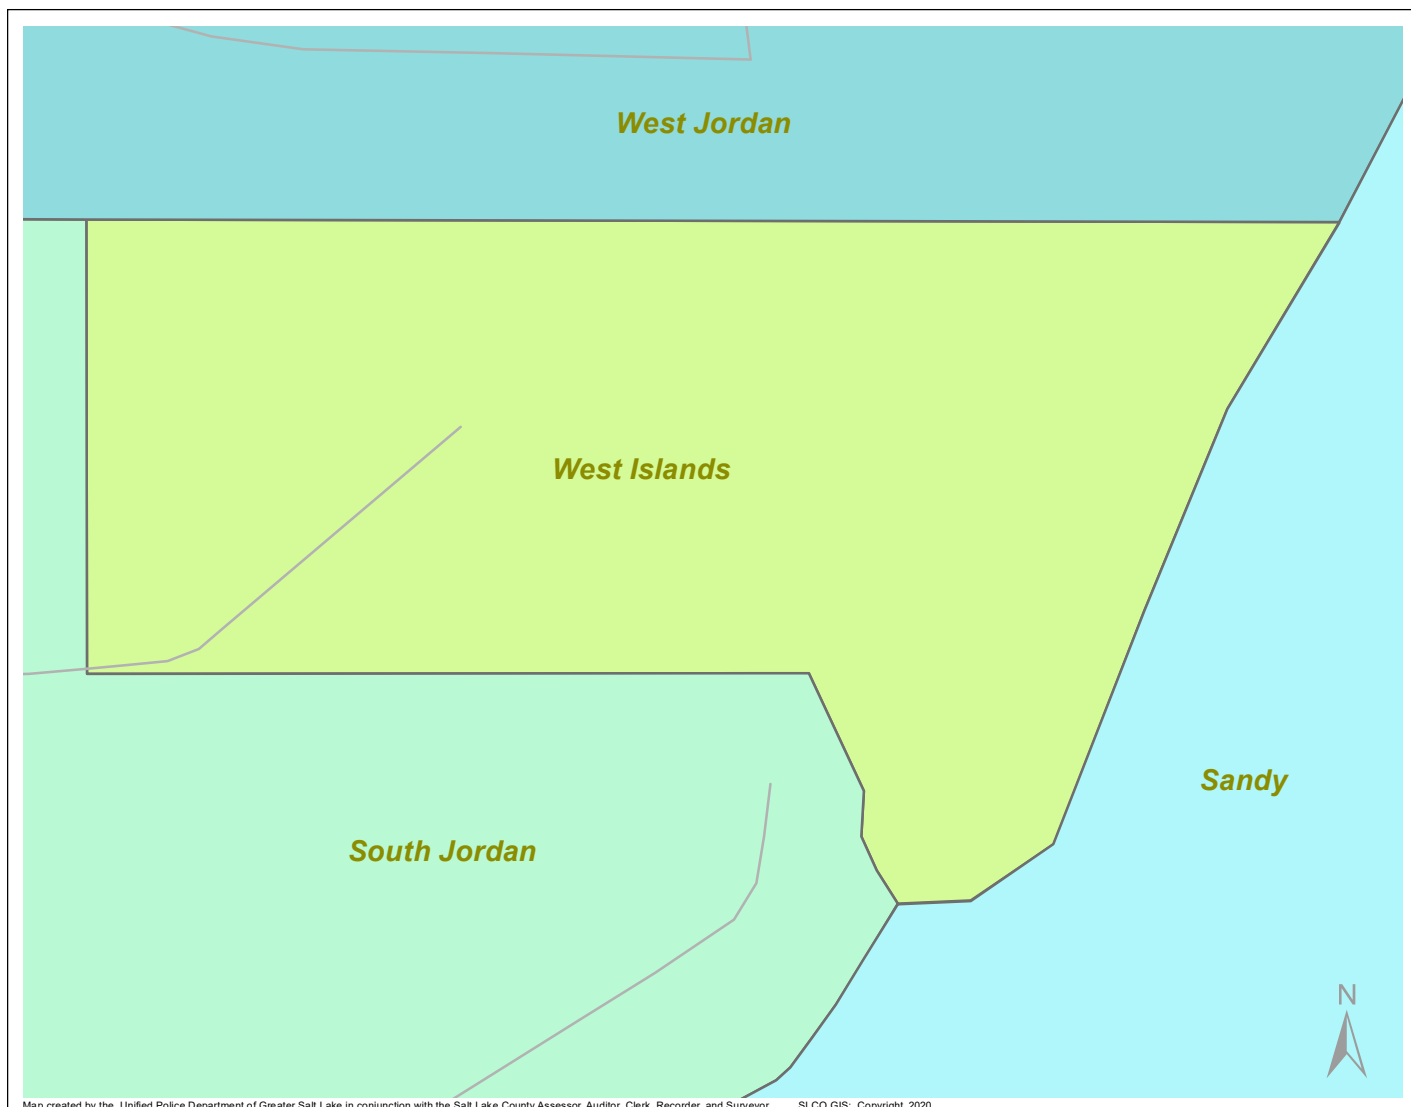 West Jordan
West Islands
Sandy
South Jordan
N
Map created by the Unified Police Department of Greater Salt Lake in conjunction with the Salt Lake County Assessor, Auditor, Clerk, Recorder, and Surveyor. SLCO GIS: Copyright, 2020